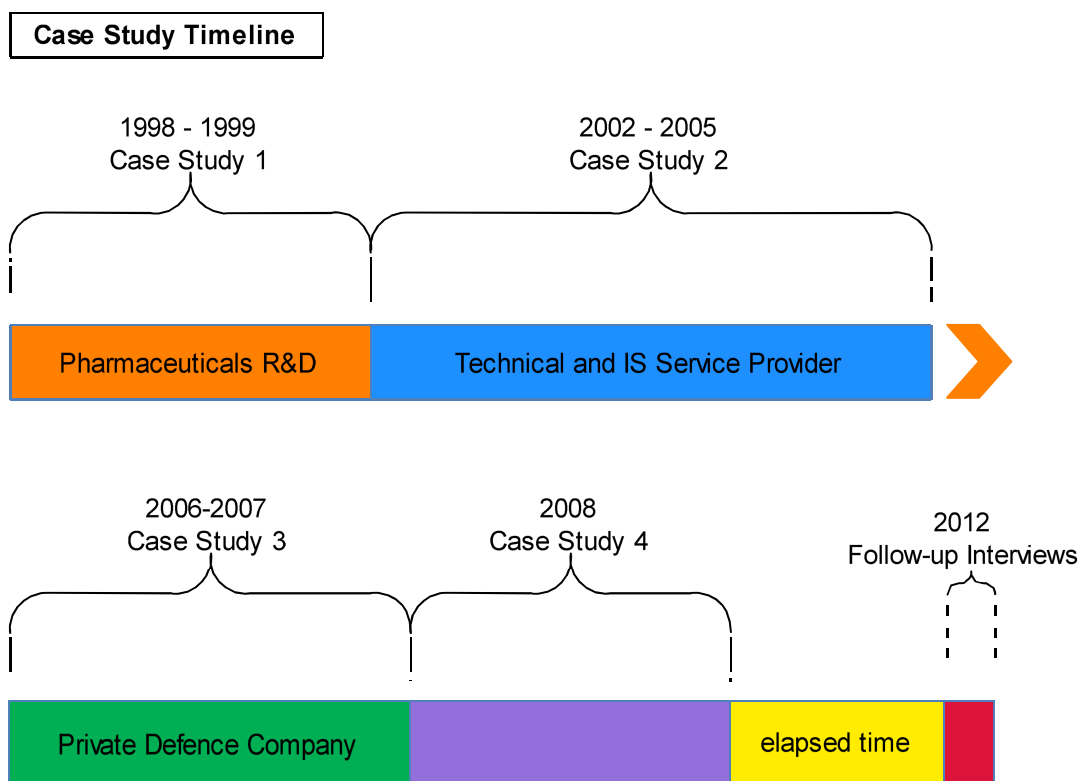 Case Study Timeline
1998 - 1999
Case Study 1
2002 - 2005
Case Study 2
Pharmaceuticals R&D
Technical and IS Service Provider
2006-2007
Case Study 3
2008
Case Study 4
2012
Follow-up Interviews
Private Defence Company
elapsed time